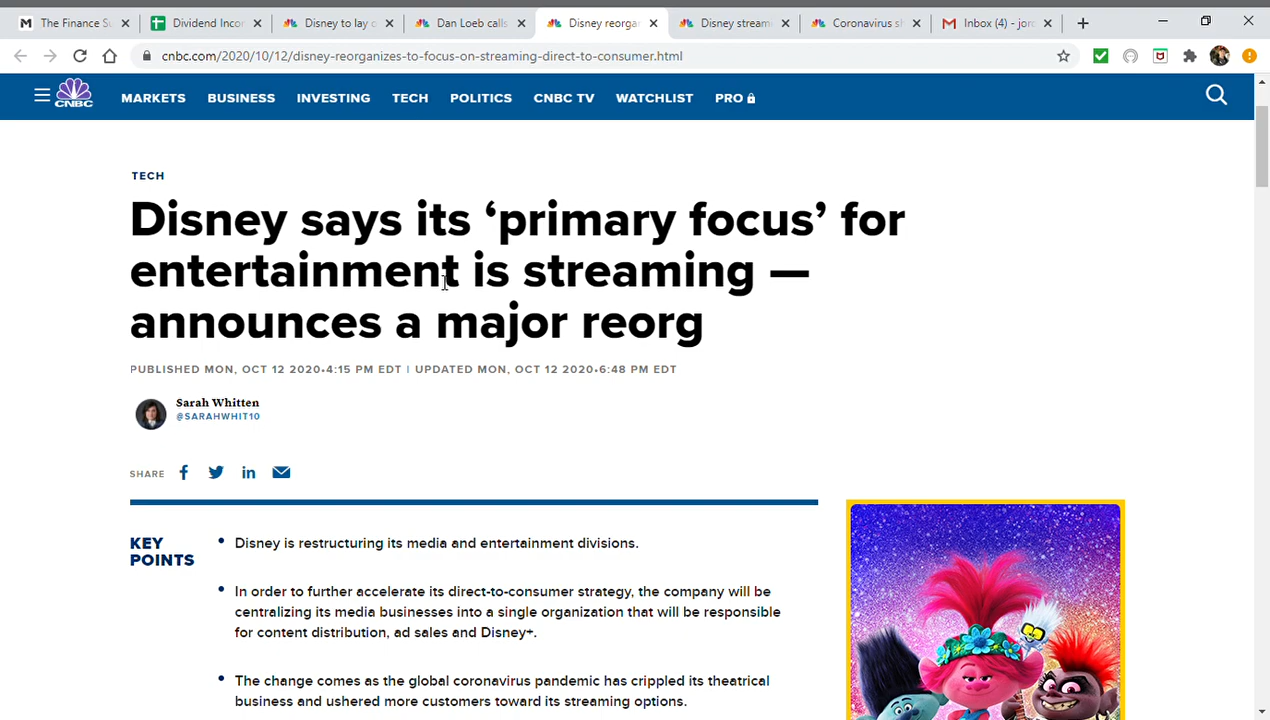 The Finance Su
Dividend Incor
Disney to lay o
Dan Loeb calls
Disney reorga
Disney stream
Coronavirus sh
Inbox (4) - jord
cnbc.com/2020/10/12/disney-reorganizes-to-focus-on-streaming-direct-to-consumer.html
CNBC MARKETS BUSINESS INVESTING TECH POLITICS CNBC TV WATCHLIST PRO
TECH
Disney says its ‘primary focus’ for
entertainment is streaming —
announces a major reorg
PUBLISHED MON, OCT 12 2020•4:15 PM EDT | UPDATED MON, OCT 12 2020•6:48 PM EDT
Sarah Whitten
@SARAHWHIT10
SHARE
KEY
POINTS
• Disney is restructuring its media and entertainment divisions.
• In order to further accelerate its direct-to-consumer strategy, the company will be
centralizing its media businesses into a single organization that will be responsible
for content distribution, ad sales and Disney+.
• The change comes as the global coronavirus pandemic has crippled its theatrical
business and ushered more customers toward its streaming options.